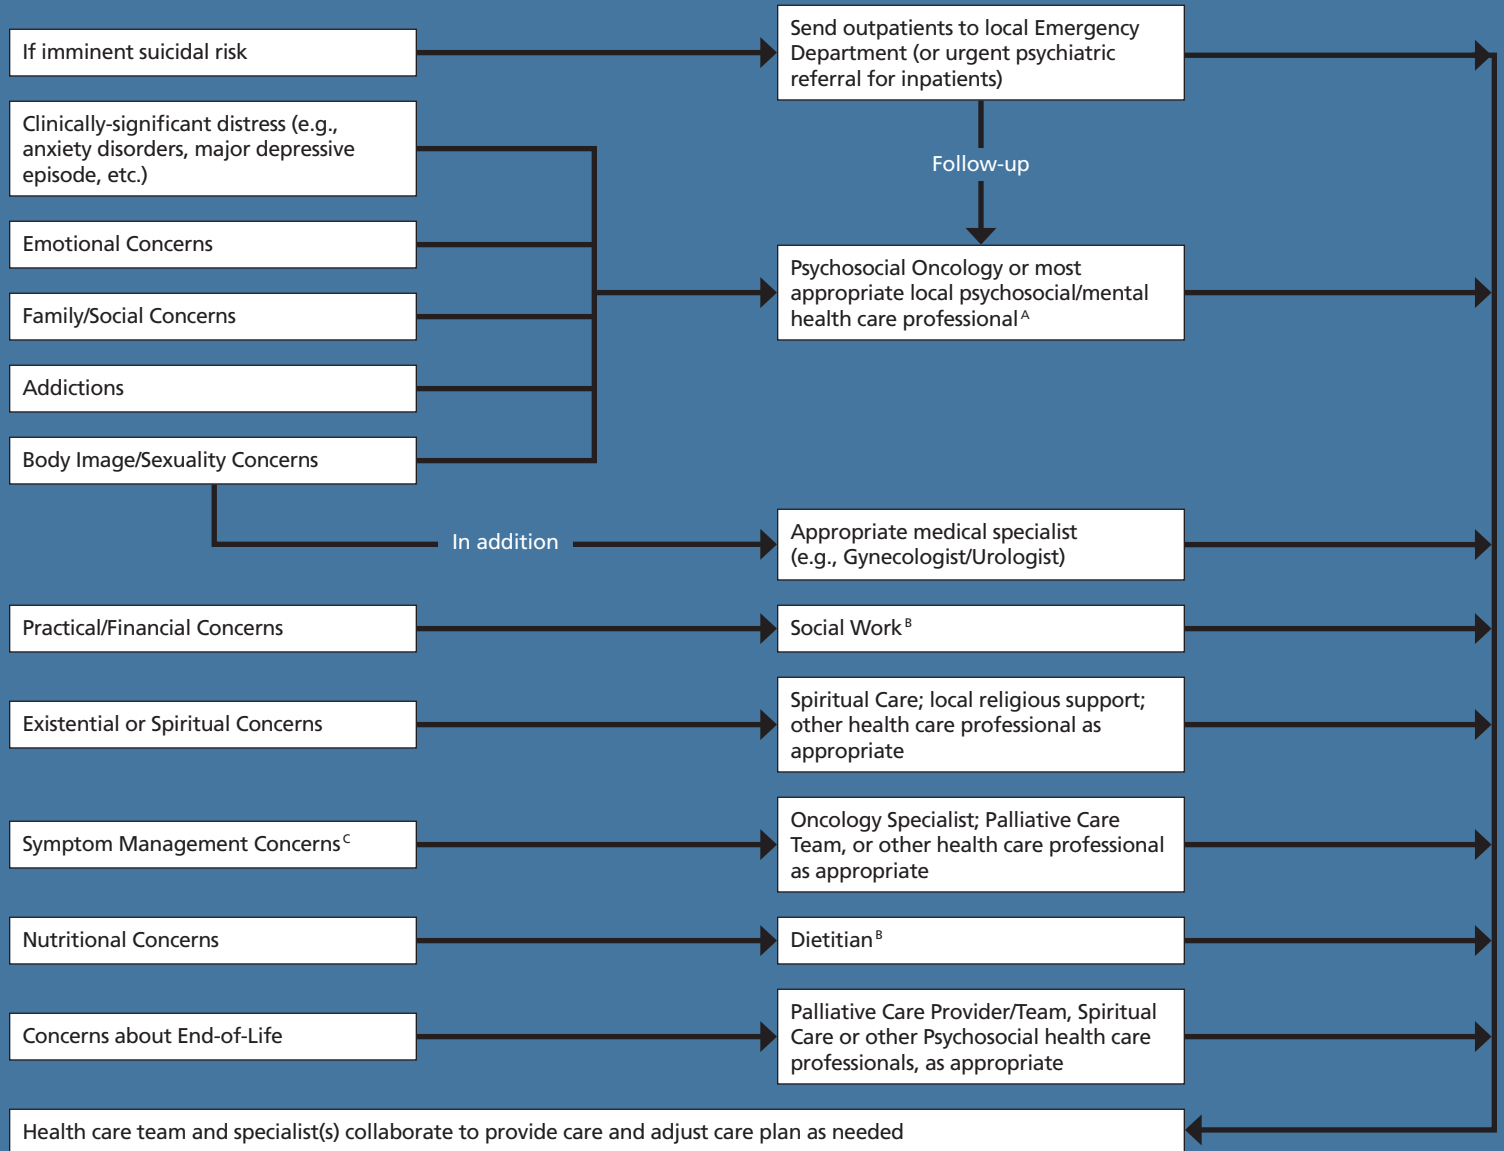 If imminent suicidal risk
Send outpatients to local Emergency
Department (or urgent psychiatric
referral for inpatients)
Clinically-significant distress (e.g.,
anxiety disorders, major depressive
episode, etc.)
Follow-up
Emotional Concerns
Psychosocial Oncology or most
appropriate local psychosocial/mental
health care professional A
Family/Social Concerns
Addictions
Body Image/Sexuality Concerns
In addition
Appropriate medical specialist
(e.g., Gynecologist/Urologist)
Practical/Financial Concerns
Social Work B
Existential or Spiritual Concerns
Spiritual Care; local religious support;
other health care professional as
appropriate
Symptom Management Concerns C
Oncology Specialist; Palliative Care
Team, or other health care professional
as appropriate
Nutritional Concerns
Dietitian B
Concerns about End-of-Life
Palliative Care Provider/Team, Spiritual
Care or other Psychosocial health care
professionals, as appropriate
Health care team and specialist(s) collaborate to provide care and adjust care plan as needed